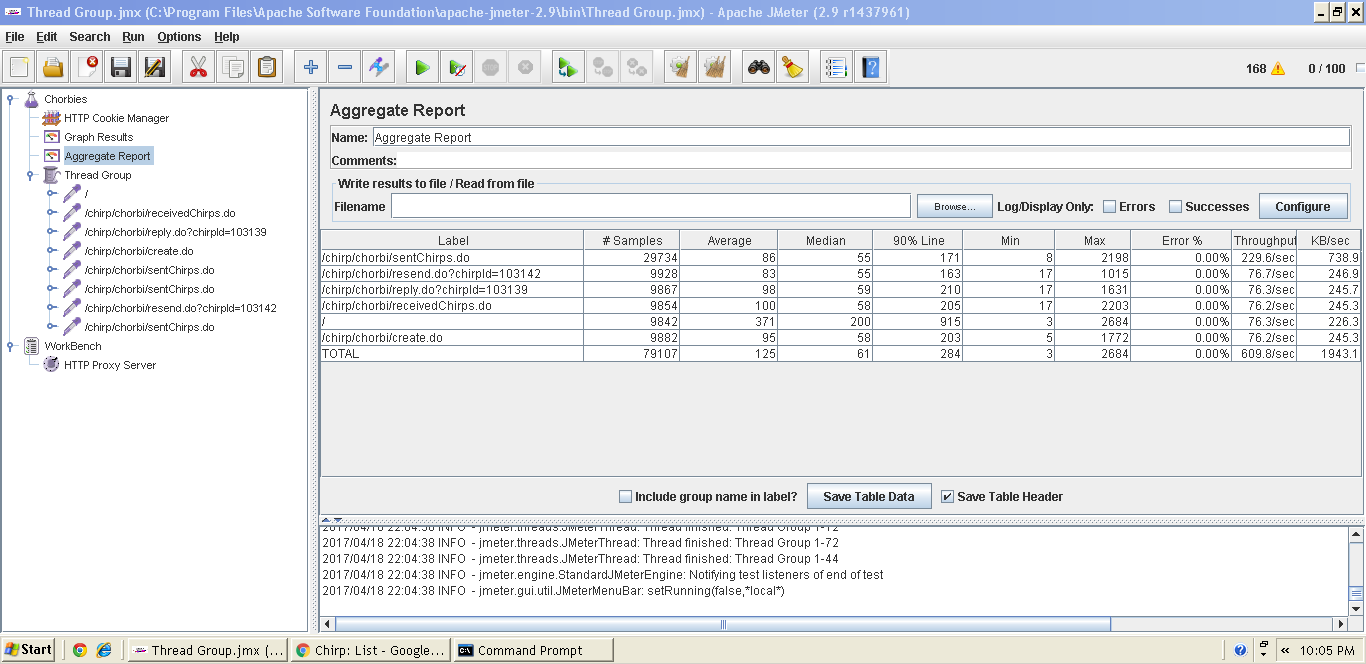 Thread Group.jmx (C:\Program Files\Apache Software Foundation\apache-jmeter-2.9\bin\Thread Group.jmx) - Apache JMeter (2.9 r1437961)
File Edit Search Run Options Help
168 0 / 100
Chorbies
HTTP Cookie Manager
Graph Results
Aggregate Report
Thread Group
/
/chirp/chorbi/receivedChirps.do
/chirp/chorbi/reply.do?chirpId=103139
/chirp/chorbi/create.do
/chirp/chorbi/sentChirps.do
/chirp/chorbi/sentChirps.do
/chirp/chorbi/resend.do?chirpId=103142
/chirp/chorbi/sentChirps.do
WorkBench
HTTP Proxy Server
Aggregate Report
Name: Aggregate Report
Comments:
Write results to file / Read from file
Filename Browse... Log/Display Only: Errors Successes Configure
Label # Samples Average Median 90% Line Min Max Error % Throughput KB/sec
/chirp/chorbi/sentChirps.do 29734 86 55 171 8 2198 0.00% 229.6/sec 738.9
/chirp/chorbi/resend.do?chirpId=103142 9928 83 55 163 17 1015 0.00% 76.7/sec 246.9
/chirp/chorbi/reply.do?chirpId=103139 9867 98 59 210 17 1631 0.00% 76.2/sec 245.7
/chirp/chorbi/receivedChirps.do 9854 100 58 205 17 2203 0.00% 76.2/sec 245.3
/ 9842 371 200 915 3 2684 0.00% 76.3/sec 226.3
/chirp/chorbi/create.do 9882 95 58 203 5 1772 0.00% 76.2/sec 245.3
TOTAL 79107 125 61 284 3 2684 0.00% 609.8/sec 1943.1
Include group name in label? Save Table Data Save Table Header
2017/04/18 22:04:38 INFO - jmeter.threads.JMeterThread: Thread finished: Thread Group 1-12
2017/04/18 22:04:38 INFO - jmeter.threads.JMeterThread: Thread finished: Thread Group 1-72
2017/04/18 22:04:38 INFO - jmeter.threads.JMeterThread: Thread finished: Thread Group 1-44
2017/04/18 22:04:38 INFO - jmeter.engine.StandardJMeterEngine: Notifying test listeners of end of test
2017/04/18 22:04:38 INFO - jmeter.gui.util.JMeterMenuBar: setRunning(false,*local*)
Start Thread Group.jmx (... Chirp: List - Google... Command Prompt « 10:05 PM